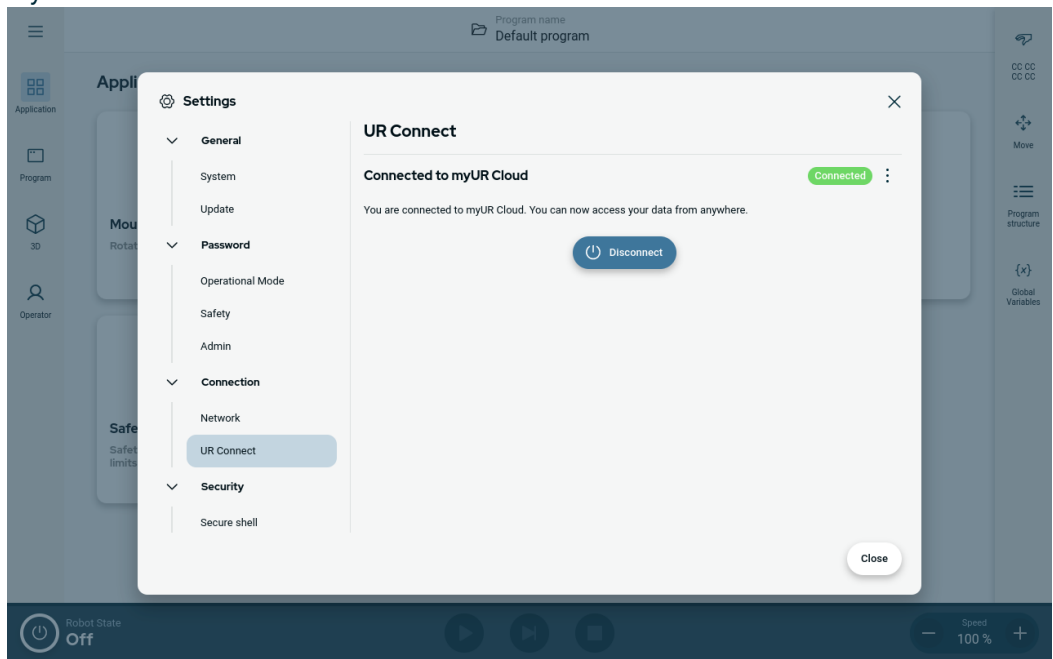 Program name
Default program
Application
Program
3D
Operator
Appli
Mou
Rotat
Safe
Safet
limits
Settings
General
System
Update
Password
Operational Mode
Safety
Admin
Connection
Network
UR Connect
Security
Secure shell
UR Connect
Connected to myUR Cloud
Connected
You are connected to myUR Cloud. You can now access your data from anywhere.
Disconnect
Close
CC CC
CC CC
Move
Program
structure
{x}
Global
Variables
Robot State
Off
Speed
100 %